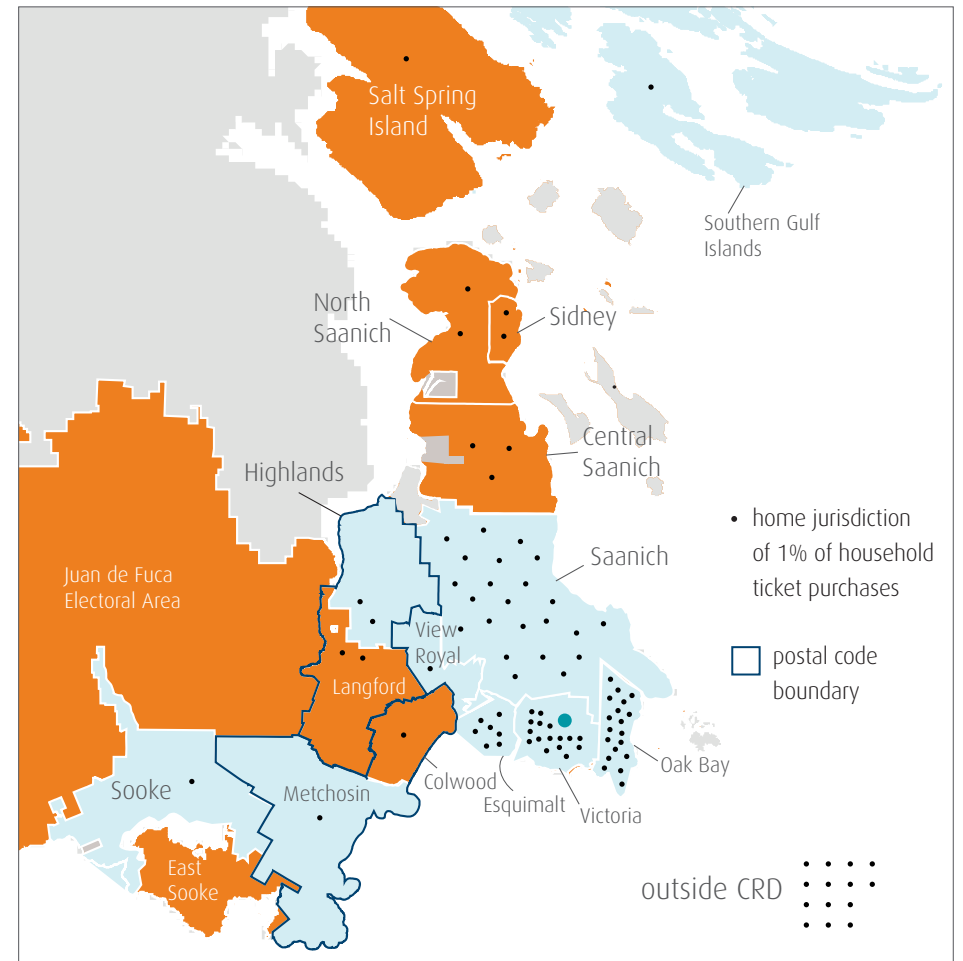 Salt Spring
Island
Southern Gulf
Islands
North
Saanich
Sidney
Central
Saanich
Highlands
• home jurisdiction
of 1% of household
ticket purchases
Saanich
Juan de Fuca
Electoral Area
View
Royal
postal code
boundary
Langford
Oak Bay
Colwood
Sooke
Metchosin
Esquimalt
Victoria
East
Sooke
outside CRD